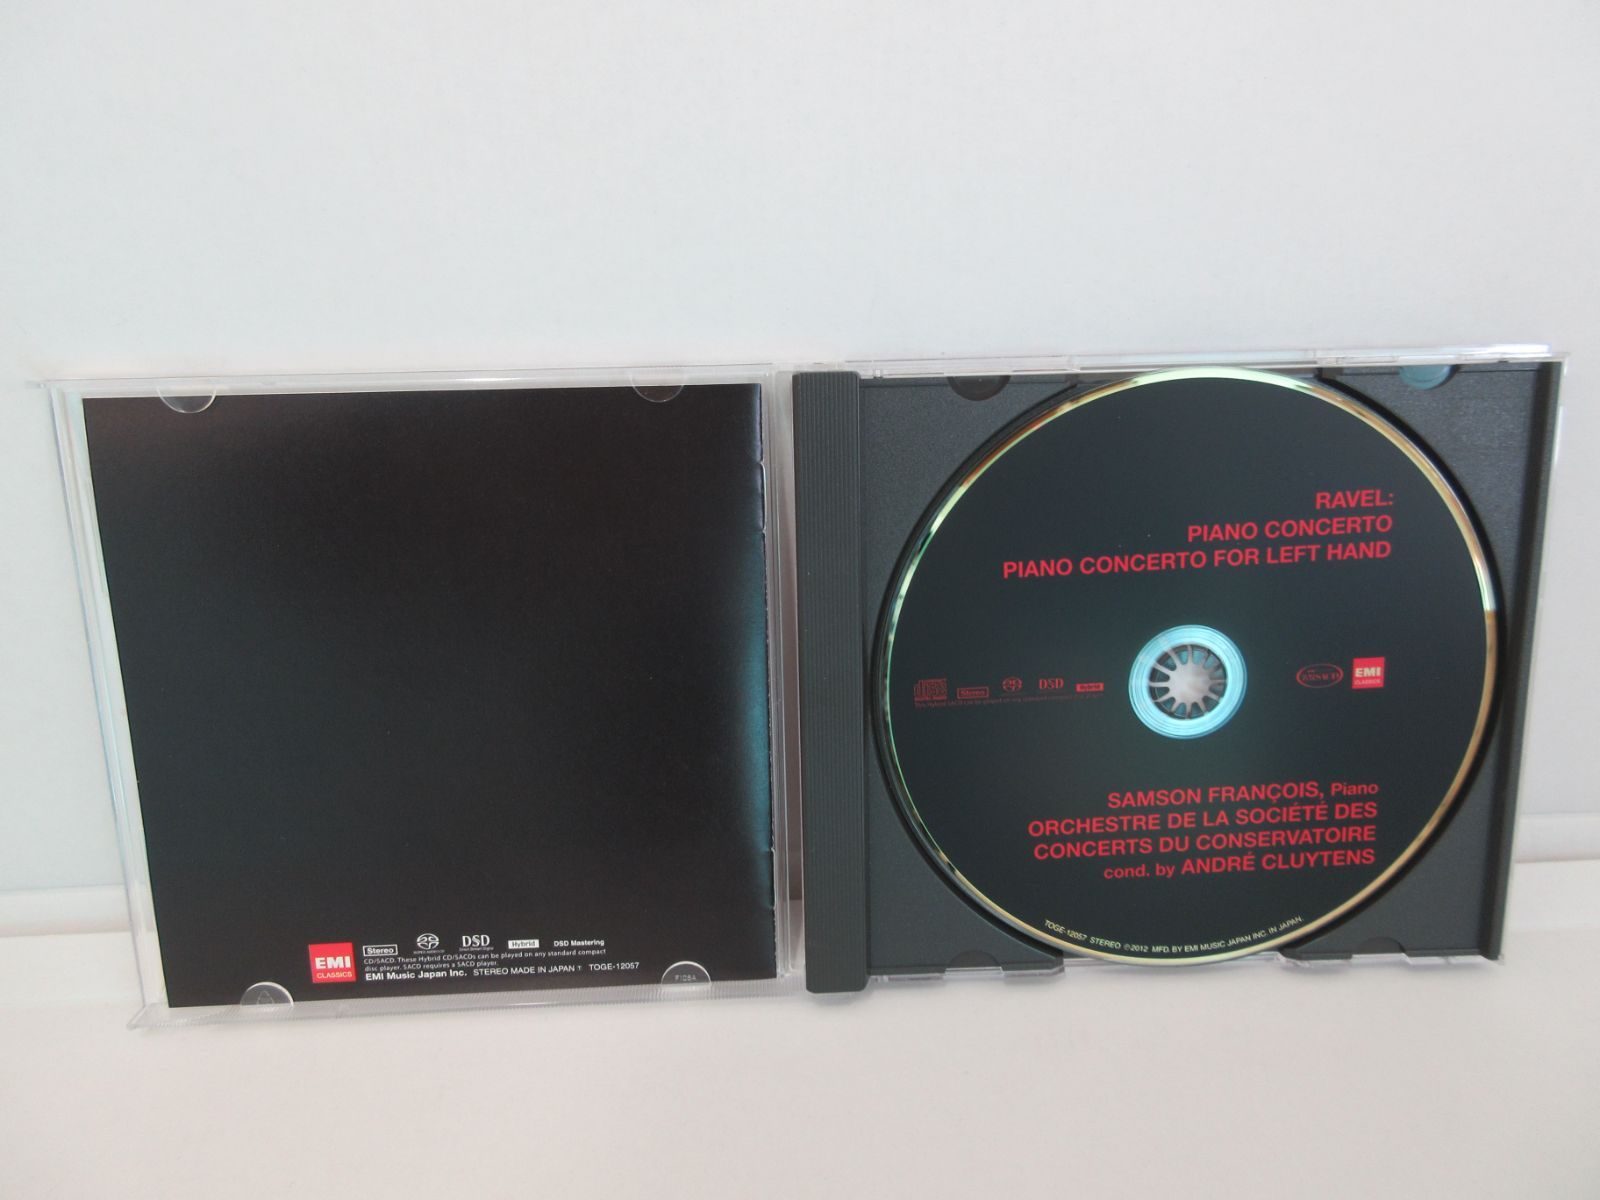 EMI
CLASSICS
Stereo
DSD
Hybrid
DSD Mastering
CD/SACD. These Hybrid CD/SACDs can be played on any standard compact
disc player. SACD requires a SACD player.
EMI Music Japan Inc. STEREO MADE IN JAPAN T TOGE-12057
RAVEL:
PIANO CONCERTO
PIANO CONCERTO FOR LEFT HAND
Stereo
DSD
Hybrid
EMI
CLASSICS
SAMSON FRANÇOIS, Piano
ORCHESTRE DE LA SOCIÉTÉ DES
CONCERTS DU CONSERVATOIRE
cond. by ANDRÉ CLUYTENS
TOGE-12057 STEREO ©2012 MFD. BY EMI MUSIC JAPAN INC. IN JAPAN.